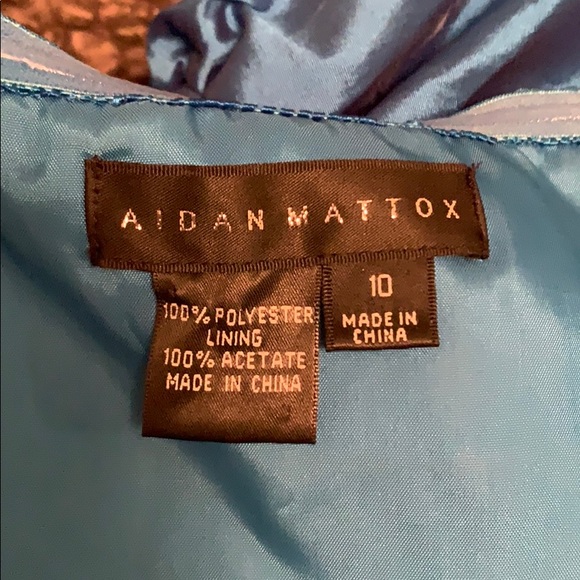 AIDAN MATTOX
10
MADE IN
CHINA
100% POLYESTER
LINING
100% ACETATE
MADE IN CHINA